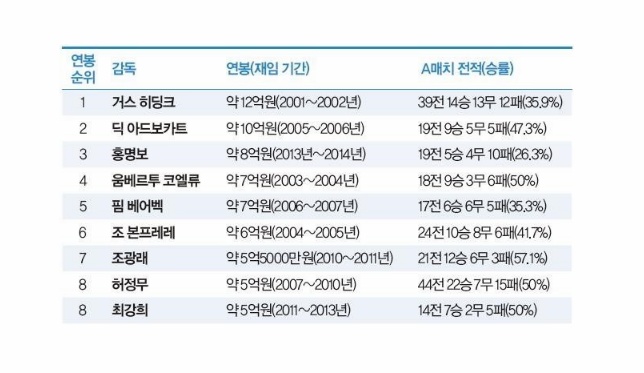 연봉
순위 감독 연봉(재임 기간) A매치 전적(승률)
1 거스 히딩크 약 12억원(2001~2002년) 39전 14승 13무 12패(35.9%)
2 딕 아드보카트 약 10억원(2005~2006년) 19전 9승 5무 5패(47.3%)
3 홍명보 약 8억원(2013년~2014년) 19전 5승 4무 10패(26.3%)
4 움베르투 코엘류 약 7억원(2003~2004년) 18전 9승 3무 6패(50%)
5 핌 베어벡 약 7억원(2006~2007년) 17전 6승 6무 5패(35.3%)
6 조 본프레레 약 6억원(2004~2005년) 24전 10승 8무 6패(41.7%)
7 조광래 약 5억5000만원(2010~2011년) 21전 12승 6무 3패(57.1%)
8 허정무 약 5억원(2007~2010년) 44전 22승 7무 15패(50%)
8 최강희 약 5억원(2011~2013년) 14전 7승 2무 5패(50%)